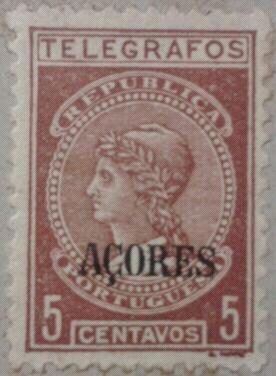 TELEGRAFOS
REPUBLICA
AÇORES
PORTUGUESA
5 CENTAVOS 5